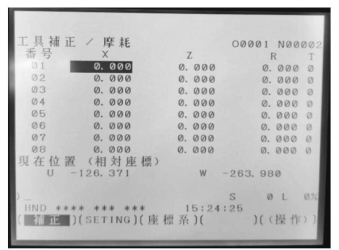 工具補正 / 摩耗 O0001 N00002
番号 X Z R T
01 0.000 0.000 0.000 0
02 0.000 0.000 0.000 0
03 0.000 0.000 0.000 0
04 0.000 0.000 0.000 0
05 0.000 0.000 0.000 0
06 0.000 0.000 0.000 0
07 0.000 0.000 0.000 0
08 0.000 0.000 0.000 0
現在位置 (相対座標)
U -126.371 W -263.980
)_ S 0 L 0%
HND **** *** *** 15:24:25
( 補正 )(SETING)(座標系)( )((操作))